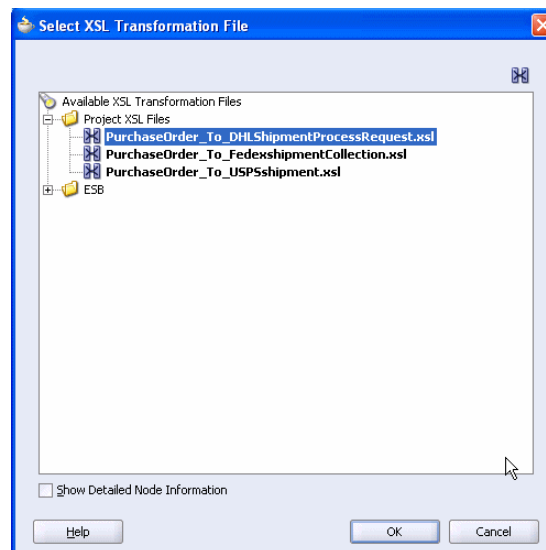 Select XSL Transformation File
Available XSL Transformation Files
Project XSL Files
PurchaseOrder_To_DHLShipmentProcessRequest.xsl
PurchaseOrder_To_FedexshipmentCollection.xsl
PurchaseOrder_To_USPSshipment.xsl
ESB
Show Detailed Node Information
Help
OK
Cancel